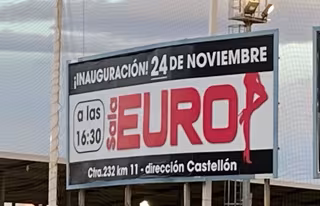 ¡INAUGURACIÓN! 24 DE NOVIEMBRE
a las
16:30
sala
EURO
Ctra.232 km 11 - dirección Castellón